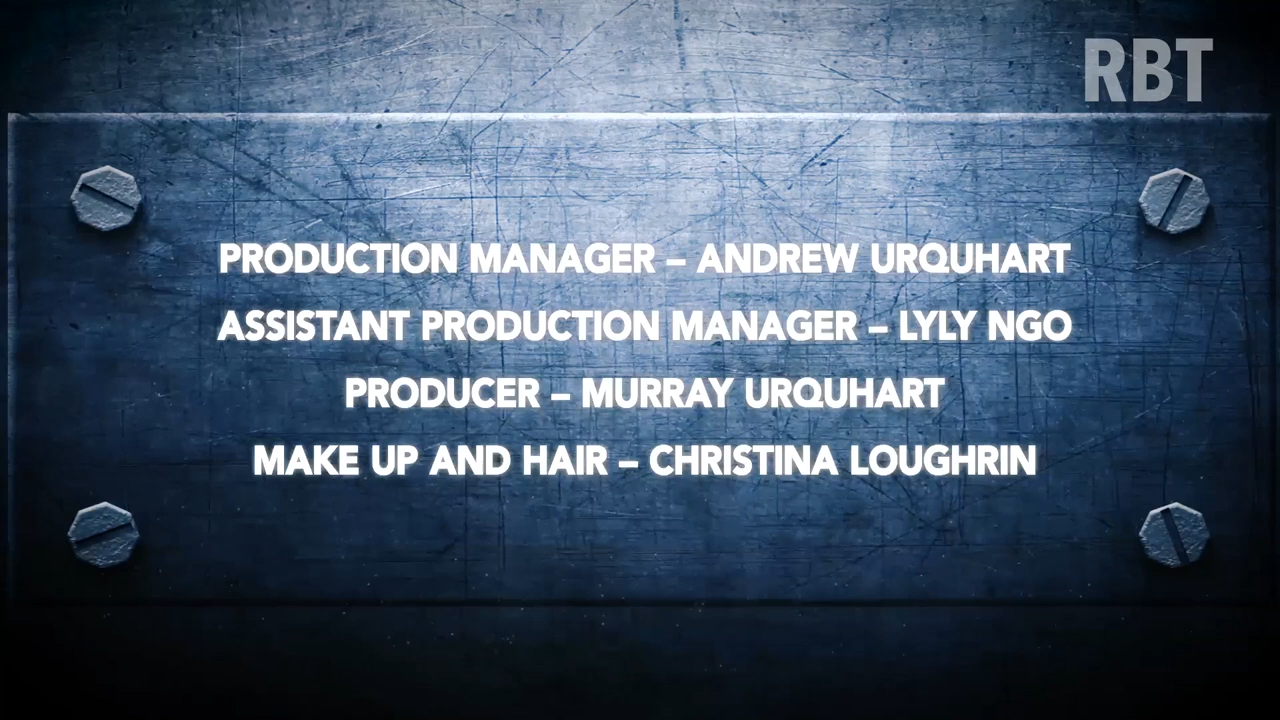 RBT
PRODUCTION MANAGER – ANDREW URQUHART
ASSISTANT PRODUCTION MANAGER – LYLY NGO
PRODUCER – MURRAY URQUHART
MAKE UP AND HAIR – CHRISTINA LOUGHRIN